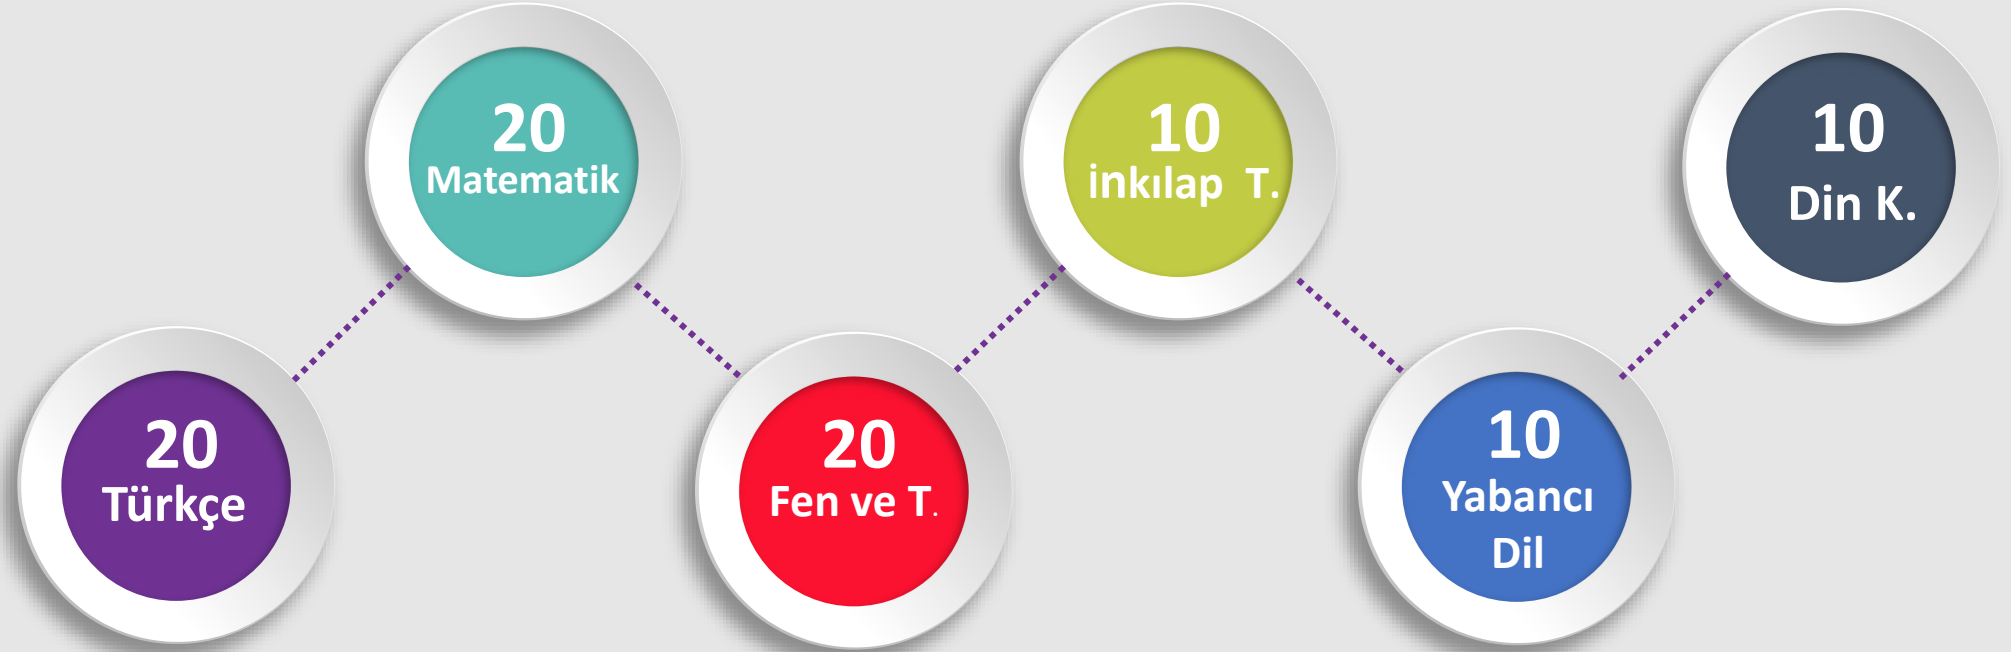 20
Türkçe
20
Matematik
20
Fen ve T.
10
inkılap T.
10
Yabancı
Dil
10
Din K.